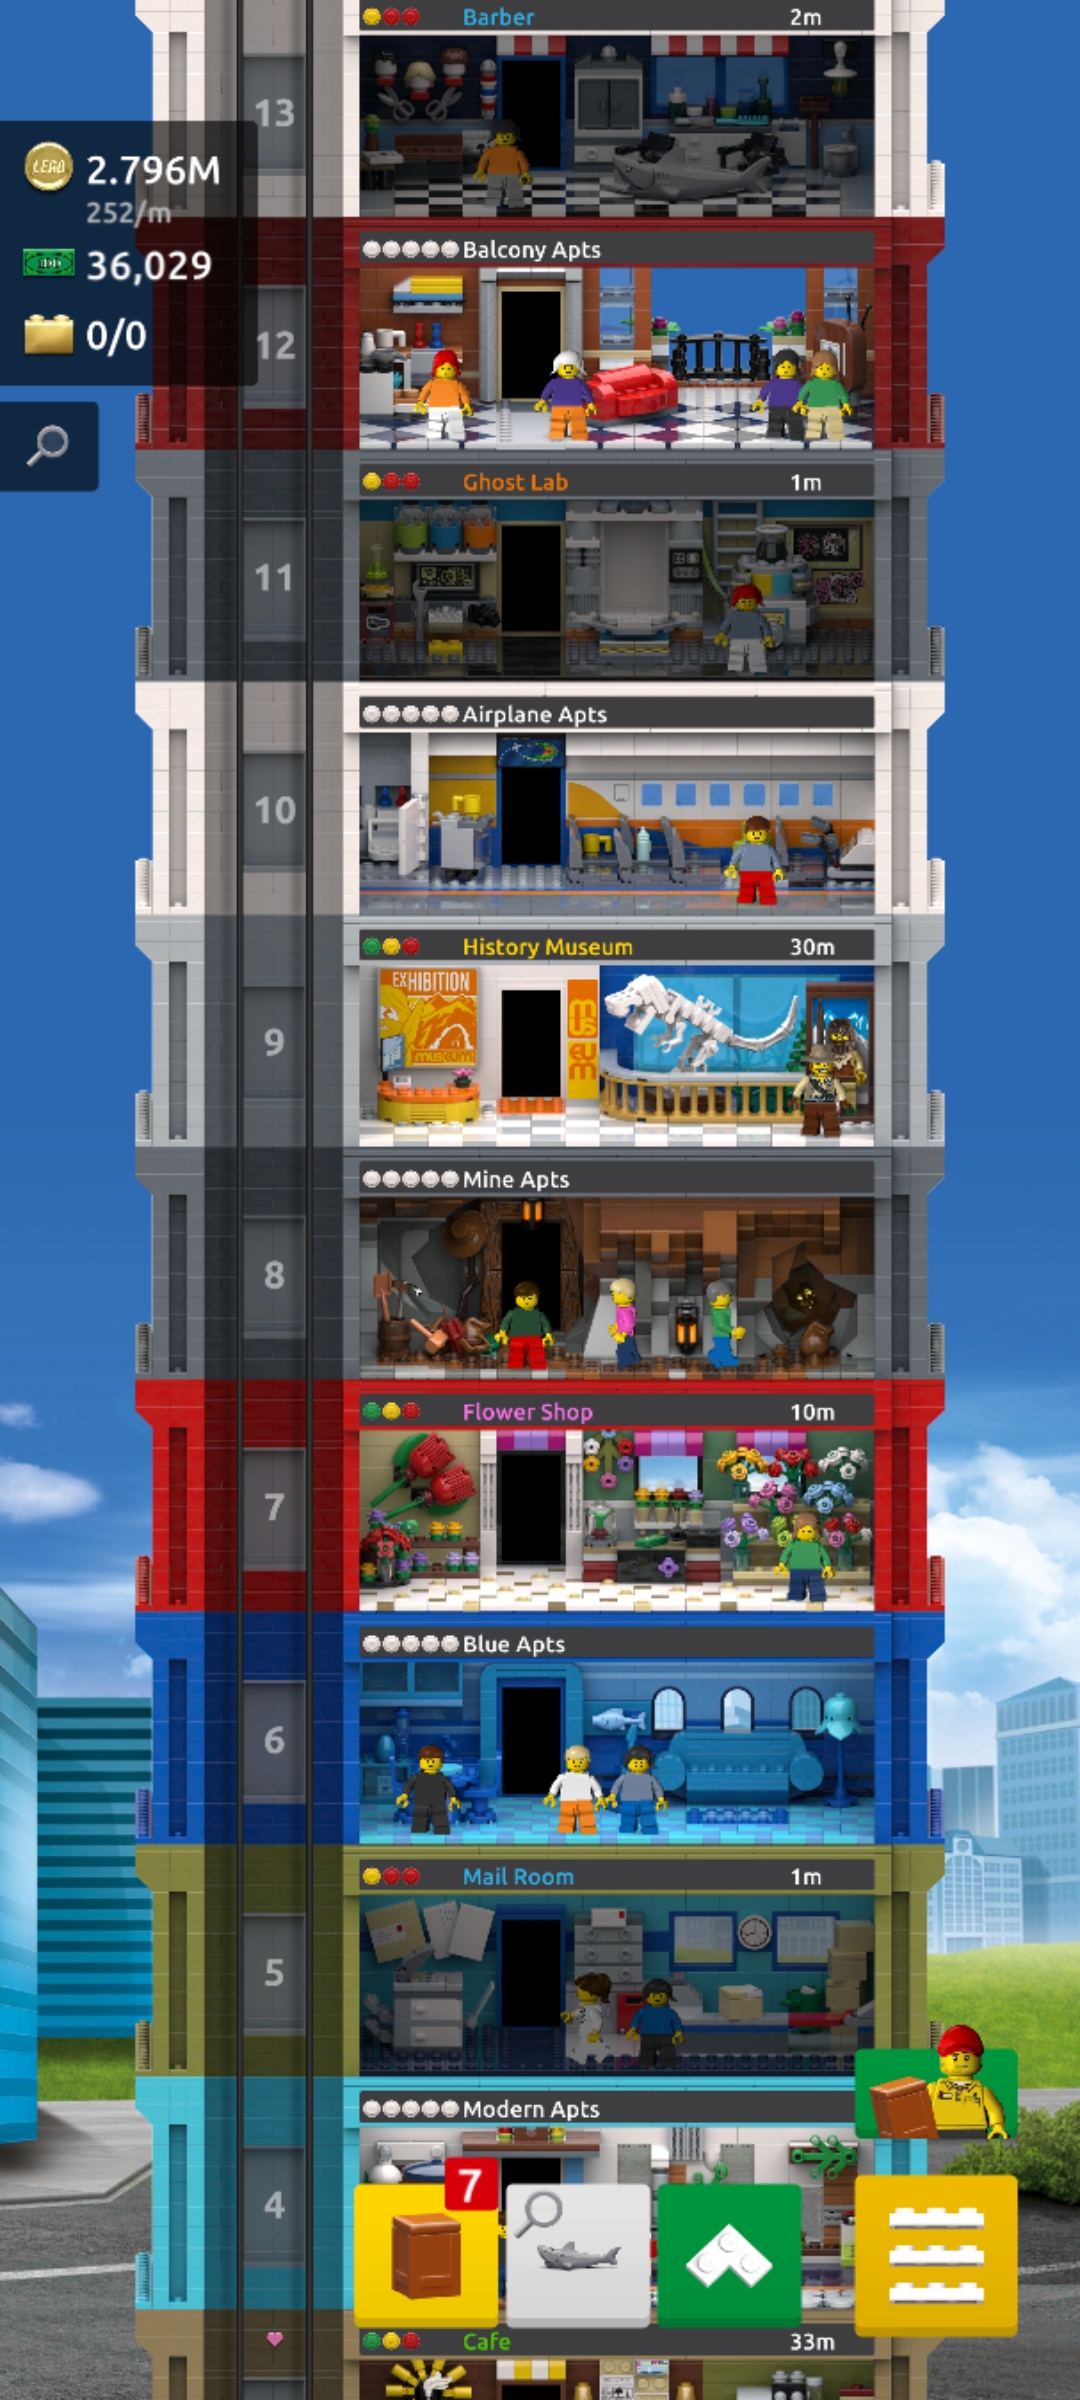 Barber 2m
13
LEGO 2.796M
252/m
36,029
0/0
Balcony Apts
12
Ghost Lab 1m
11
Airplane Apts
10
History Museum 30m
EXHIBITION
MUSEUM
MUSEUM
9
Mine Apts
8
Flower Shop 10m
7
Blue Apts
6
Mail Room 1m
5
Modern Apts
4
7
Cafe 33m